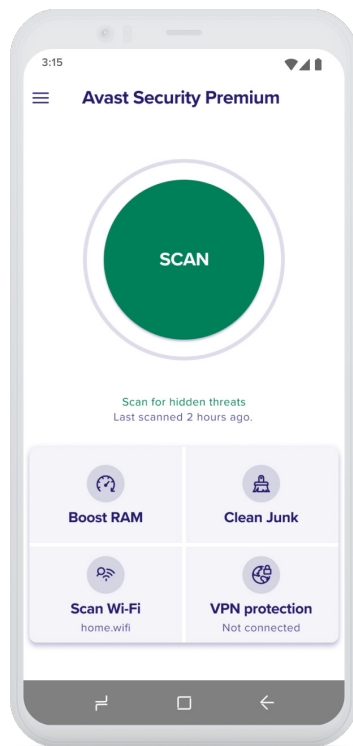 3:15
Avast Security Premium
SCAN
Scan for hidden threats
Last scanned 2 hours ago.
Boost RAM
Clean Junk
Scan Wi-Fi
home.wifi
VPN protection
Not connected